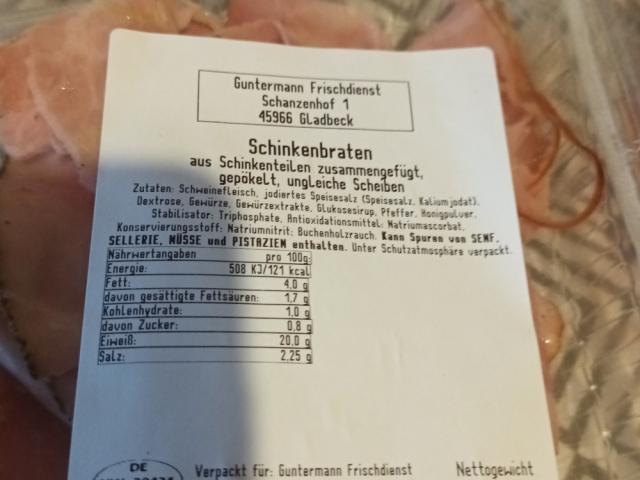 Guntermann Frischdienst
Schanzenhof 1
45966 Gladbeck
Schinkenbraten
aus Schinkenteilen zusammengefügt,
gepökelt, ungleiche Scheiben
Zutaten: Schweinefleisch, jodiertes Speisesalz (Speisesalz, Kaliumjodat),
Dextrose, Gewürze, Gewürzextrakte, Glukosesirup, Pfeffer, Honigpulver,
Stabilisator: Triphosphate, Antioxidationsmittel: Natriumascorbat,
Konservierungsstoff: Natriumnitrit; Buchenholzrauch. Kann Spuren von SENF,
SELLERIE, NÜSSE und PISTAZIEN enthalten. Unter Schutzatmosphäre verpackt.
Nährwertangaben pro 100g:
Energie: 508 KJ/121 kcal
Fett: 4,0 g
davon gesättigte Fettsäuren: 1,7 g
Kohlenhydrate: 1,0 g
davon Zucker: 0,8 g
Eiweiß: 20,0 g
Salz: 2,25 g
DE
Verpackt für: Guntermann Frischdienst Nettogewicht